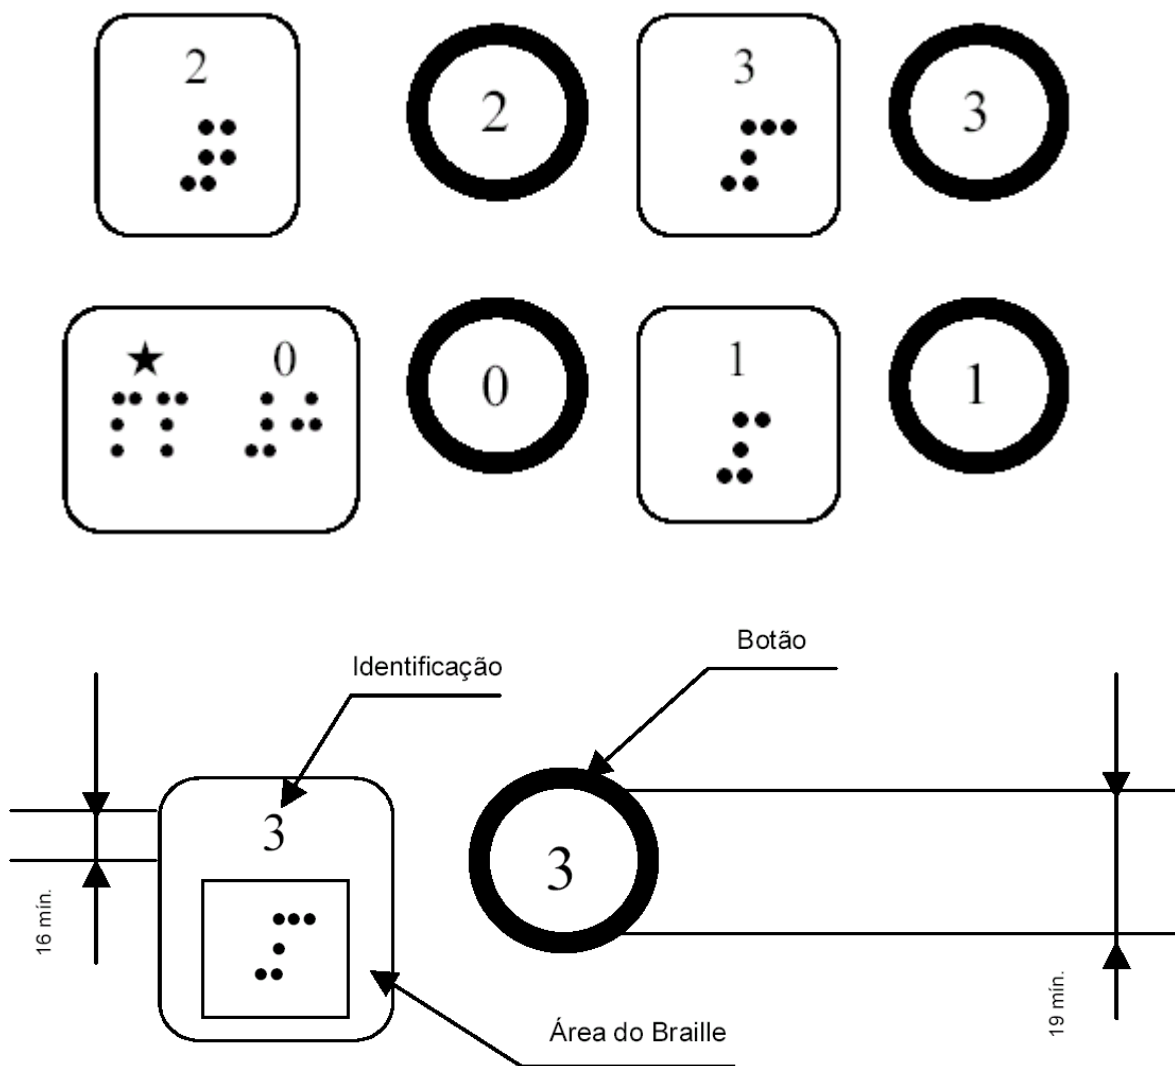 2 2 3 3
★ 0 0 1 1
Botão
Identificação
3
3
16 mín.
19 mín.
Área do Braille